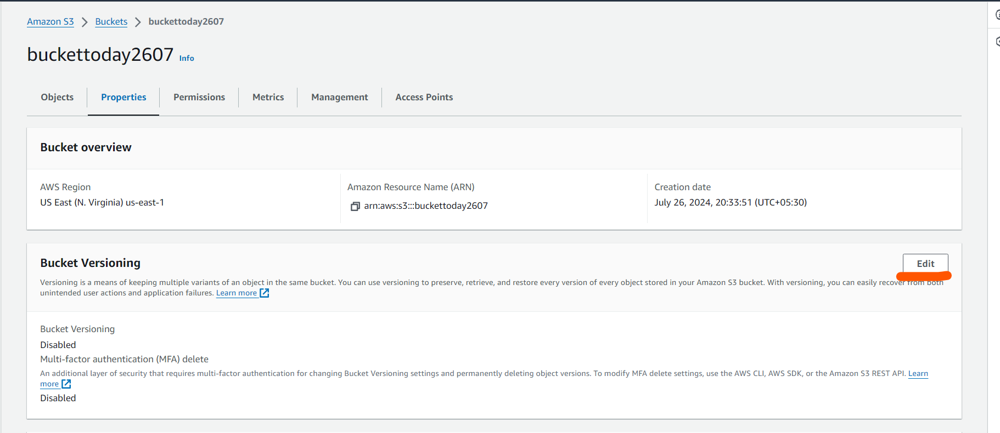 Amazon S3 > Buckets > buckettoday2607
buckettoday2607 Info
Objects Properties Permissions Metrics Management Access Points
Bucket overview
AWS Region
US East (N. Virginia) us-east-1
Amazon Resource Name (ARN)
arn:aws:s3:::buckettoday2607
Creation date
July 26, 2024, 20:33:51 (UTC+05:30)
Bucket Versioning
Edit
Versioning is a means of keeping multiple variants of an object in the same bucket. You can use versioning to preserve, retrieve, and restore every version of every object stored in your Amazon S3 bucket. With versioning, you can easily recover from both
unintended user actions and application failures. Learn more
Bucket Versioning
Disabled
Multi-factor authentication (MFA) delete
An additional layer of security that requires multi-factor authentication for changing Bucket Versioning settings and permanently deleting object versions. To modify MFA delete settings, use the AWS CLI, AWS SDK, or the Amazon S3 REST API. Learn
more
Disabled